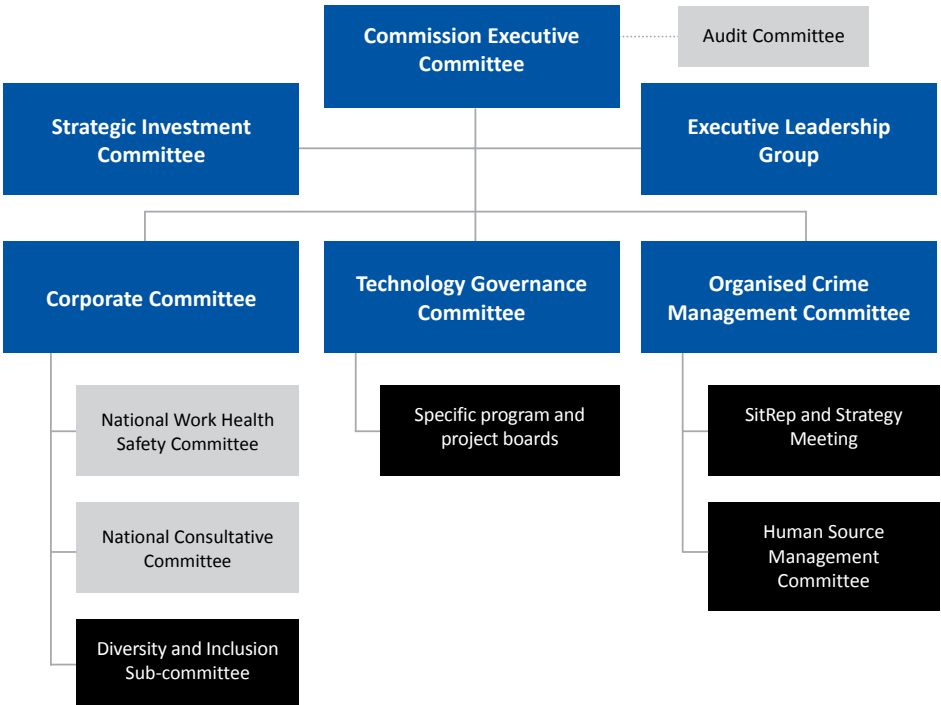 Commission Executive
Committee
Audit Committee
Strategic Investment
Committee
Executive Leadership
Group
Corporate Committee
Technology Governance
Committee
Organised Crime
Management Committee
National Work Health
Safety Committee
Specific program and
project boards
SitRep and Strategy
Meeting
National Consultative
Committee
Human Source
Management
Committee
Diversity and Inclusion
Sub-committee